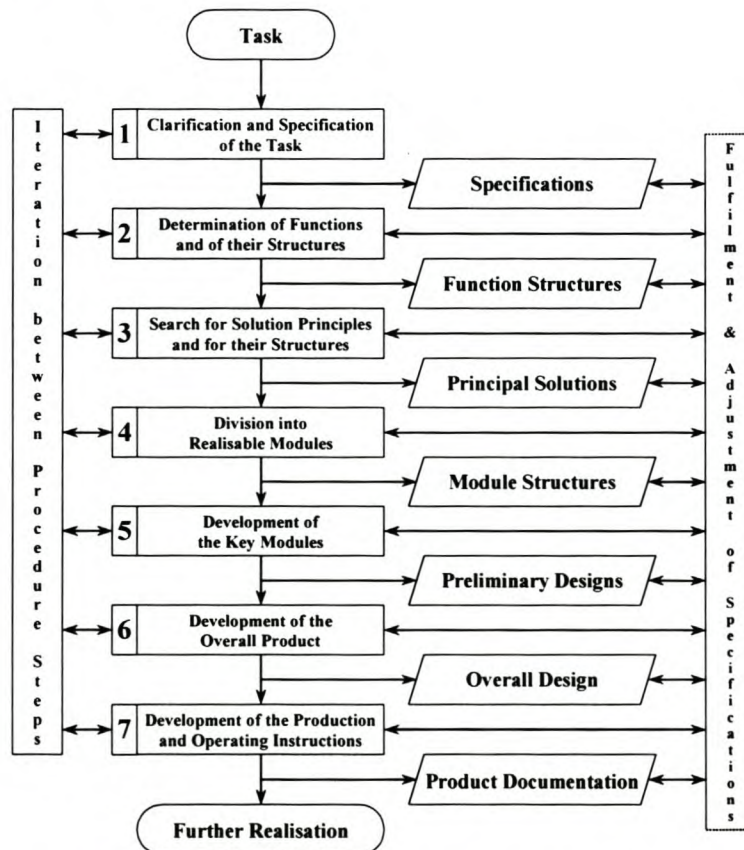 Task
Iteration between Procedure Steps
1 Clarification and Specification
of the Task
Specifications
2 Determination of Functions
and of their Structures
Function Structures
3 Search for Solution Principles
and for their Structures
Principal Solutions
4 Division into
Realisable Modules
Module Structures
5 Development of
the Key Modules
Preliminary Designs
6 Development of the
Overall Product
Overall Design
7 Development of the Production
and Operating Instructions
Product Documentation
Further Realisation
Fulfilment & Adjustment of Specifications